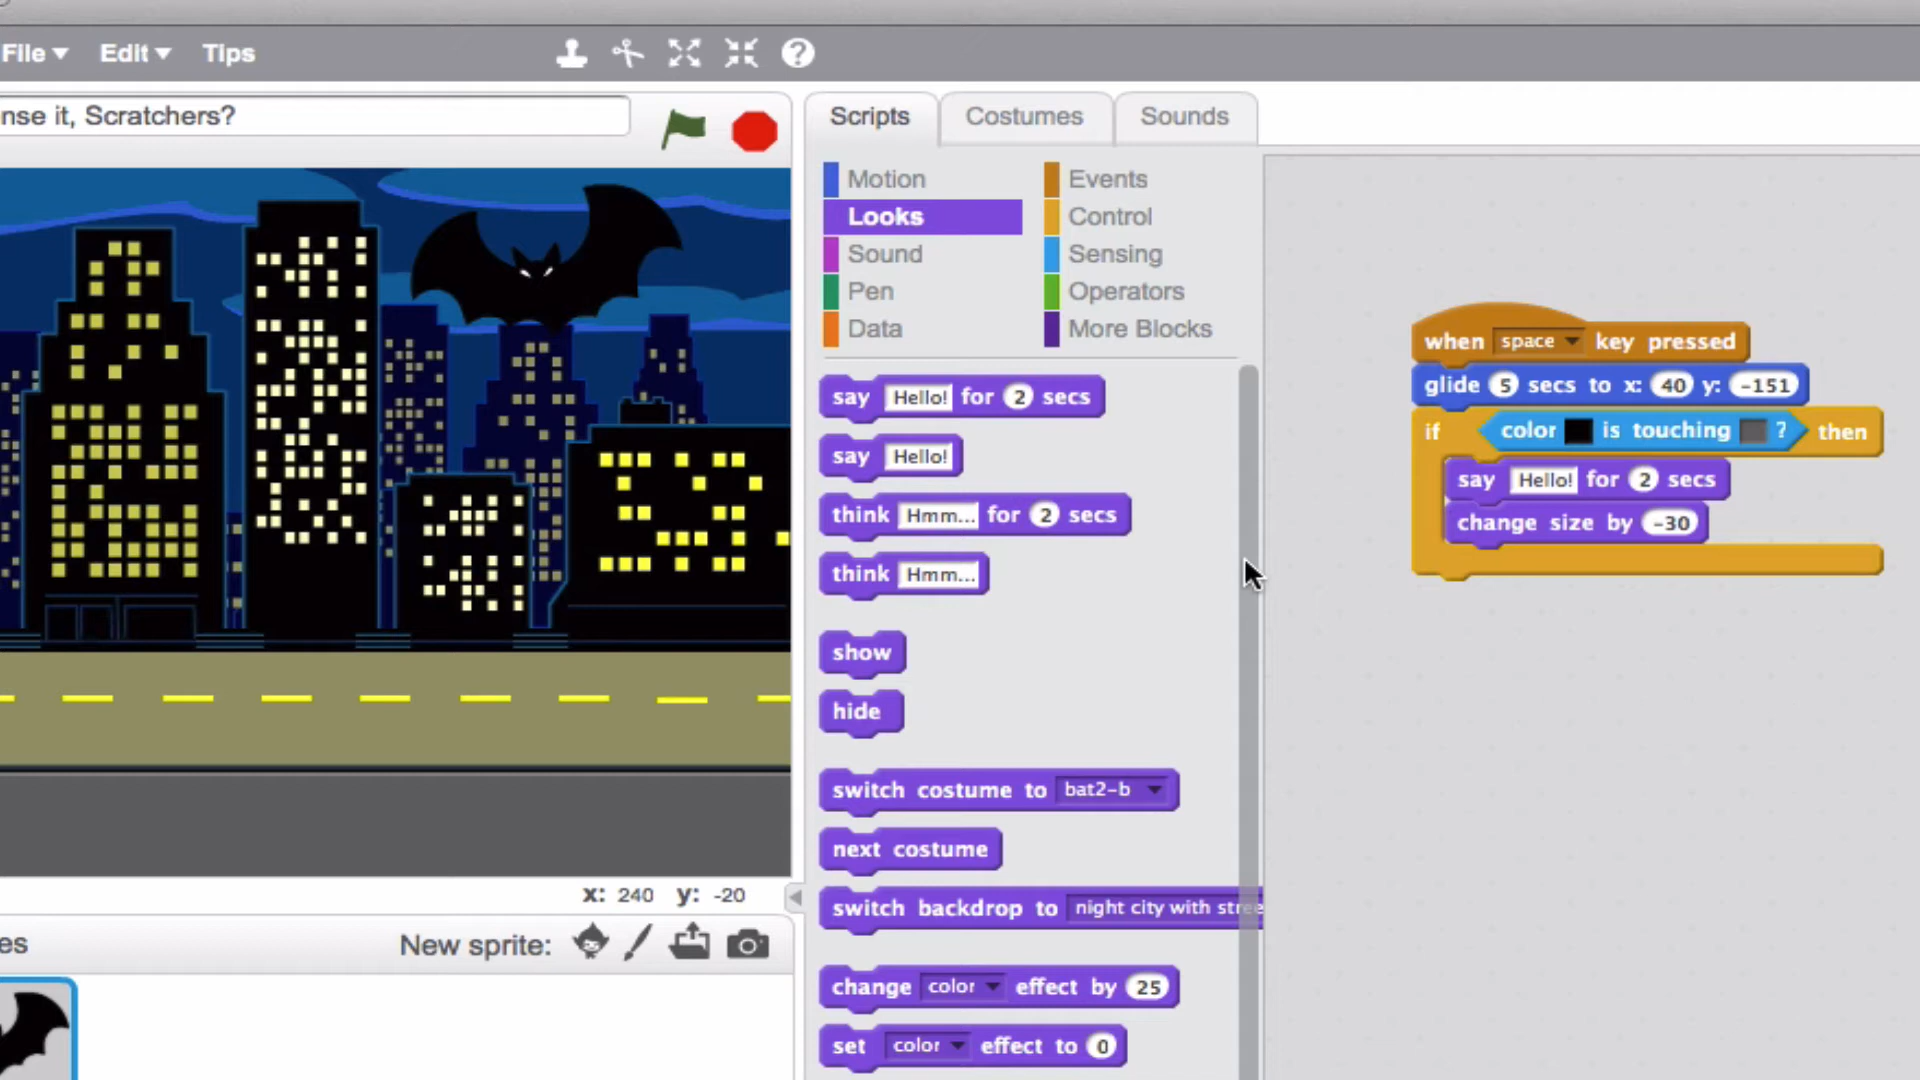 File Edit Tips
nse it, Scratchers?
Scripts Costumes Sounds
Motion Events
Looks Control
Sound Sensing
Pen Operators
Data More Blocks
say Hello! for 2 secs
say Hello!
think Hmm... for 2 secs
think Hmm...
show
hide
switch costume to bat2-b
next costume
switch backdrop to night city with stree
change color effect by 25
set color effect to 0
when space key pressed
glide 5 secs to x: 40 y: -151
if color is touching ? then
say Hello! for 2 secs
change size by -30
x: 240 y: -20
es New sprite: